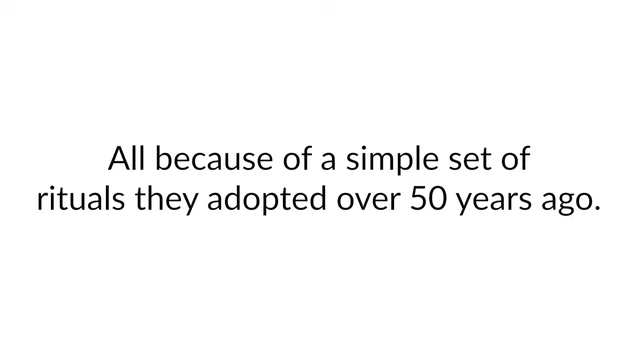 All because of a simple set of
rituals they adopted over 50 years ago.